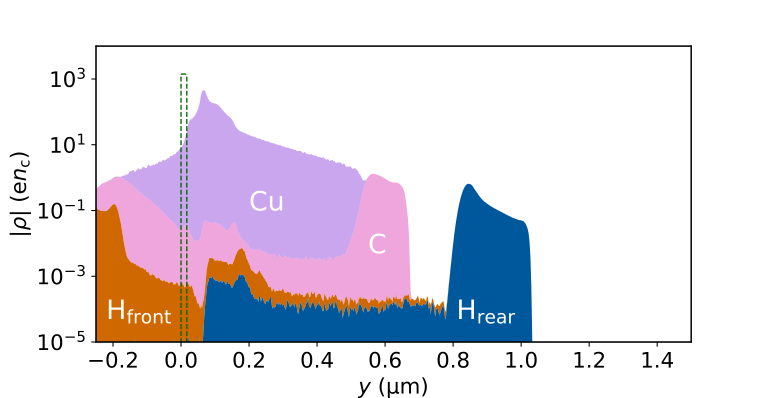 10³
10¹
10⁻¹
10⁻³
10⁻⁵
|ρ| (en_c)
Cu
C
H_front
H_rear
−0.2 0.0 0.2 0.4 0.6 0.8 1.0 1.2 1.4
y (μm)